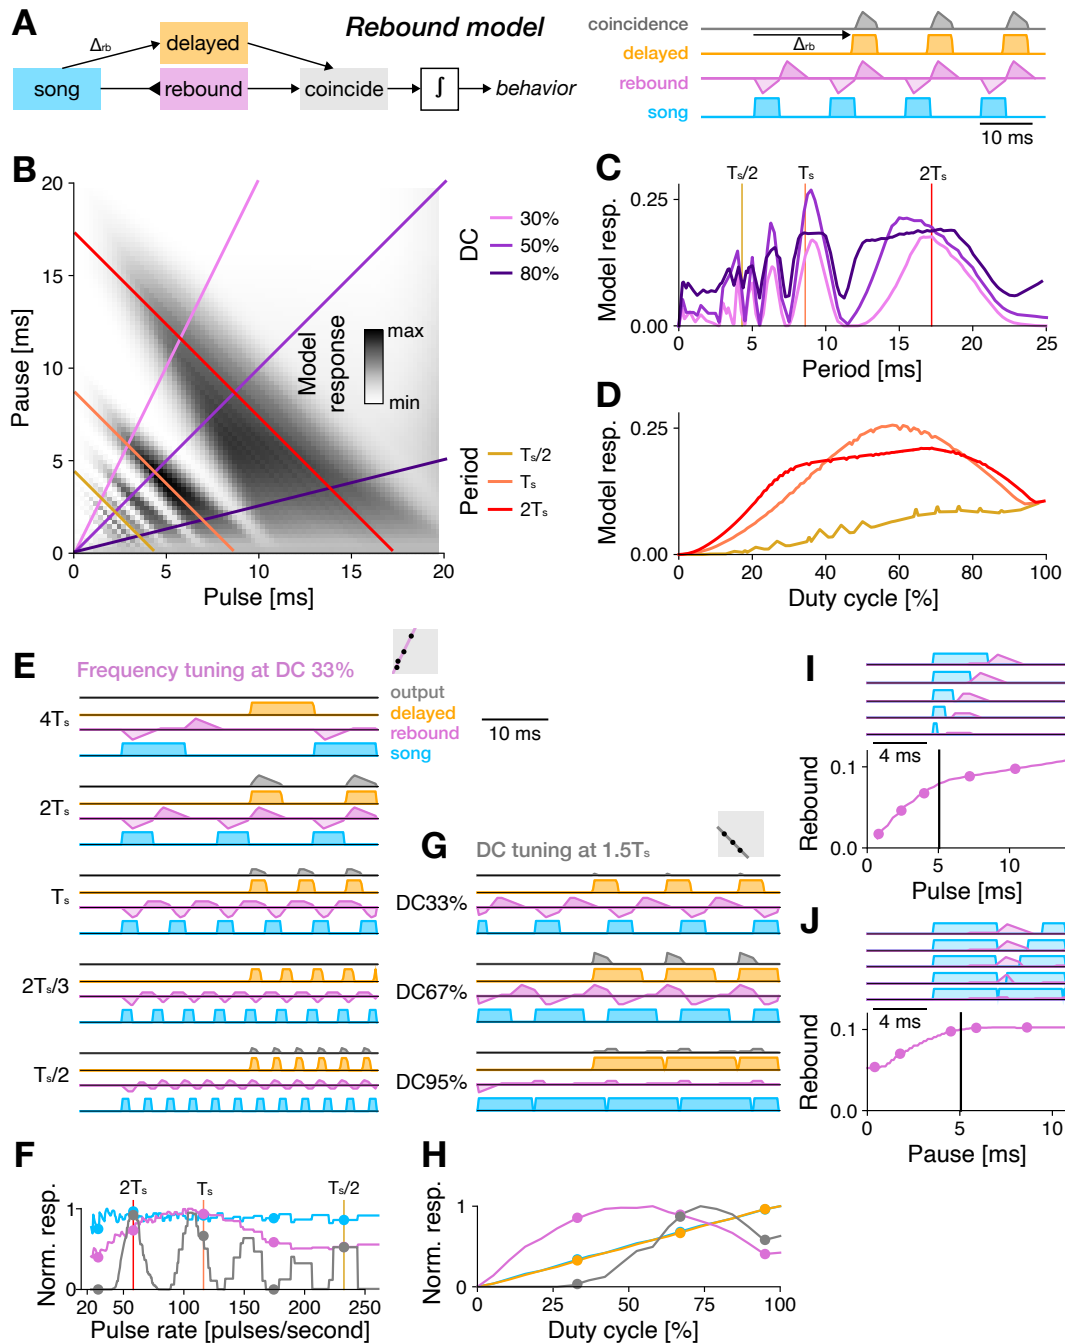 A
Rebound model
song
Δrb
delayed
rebound
coincide
∫
behavior
coincidence
delayed
rebound
song
Δrb
10 ms
B
Pause [ms]
20
15
10
5
0
0
5
10
15
20
Pulse [ms]
Model response
max
min
DC
30%
50%
80%
Period
Ts/2
Ts
2Ts
C
Ts/2
Ts
2Ts
Model resp.
0.25
0.00
0
5
10
15
20
25
Period [ms]
D
Model resp.
0.25
0.00
0
20
40
60
80
100
Duty cycle [%]
E
Frequency tuning at DC 33%
output
delayed
rebound
song
10 ms
4Ts
2Ts
Ts
2Ts/3
Ts/2
F
2Ts
Ts
Ts/2
Norm. resp.
1
0
20
50
100
150
200
250
Pulse rate [pulses/second]
G
DC tuning at 1.5Ts
DC33%
DC67%
DC95%
H
Norm. resp.
1
0
0
25
50
75
100
Duty cycle [%]
I
4 ms
Rebound
0.1
0.0
0
5
10
Pulse [ms]
J
4 ms
Rebound
0.1
0.0
0
5
10
Pause [ms]